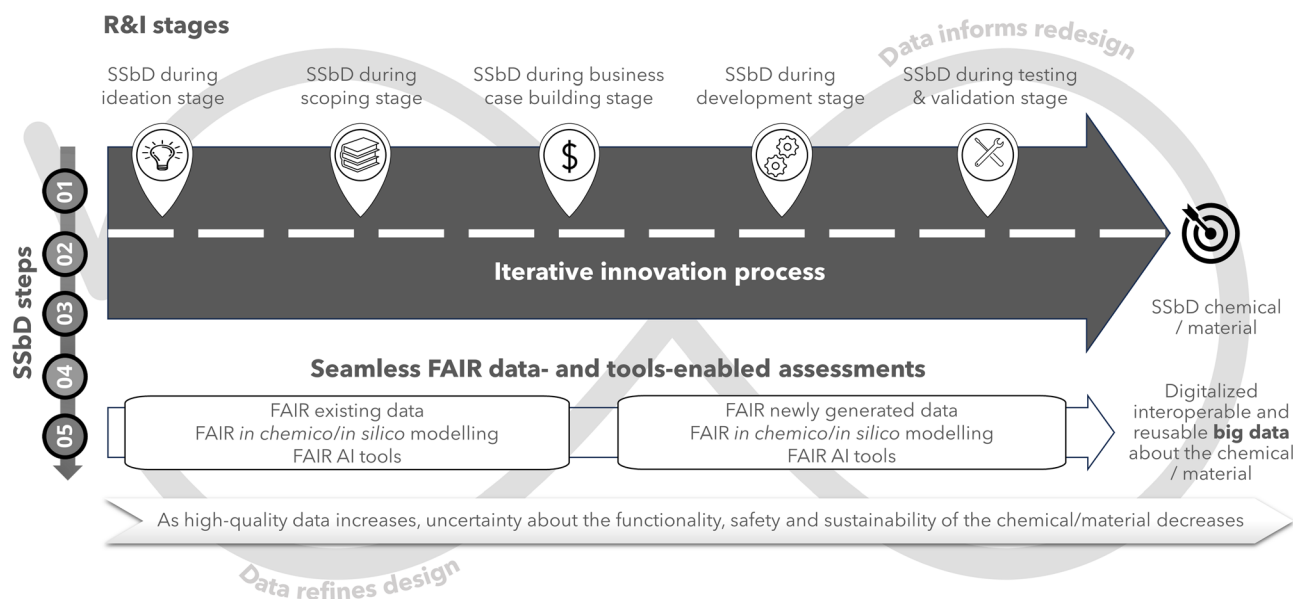 R&I stages
Data informs redesign
SSbD during
ideation stage
SSbD during
scoping stage
SSbD during business
case building stage
SSbD during
development stage
SSbD during testing
& validation stage
$
SSbD steps
01
02
03
04
05
Iterative innovation process
SSbD chemical
/ material
Seamless FAIR data- and tools-enabled assessments
FAIR existing data
FAIR in chemico/in silico modelling
FAIR AI tools
FAIR newly generated data
FAIR in chemico/in silico modelling
FAIR AI tools
Digitalized
interoperable and
reusable big data
about the chemical
/ material
As high-quality data increases, uncertainty about the functionality, safety and sustainability of the chemical/material decreases
Data refines design